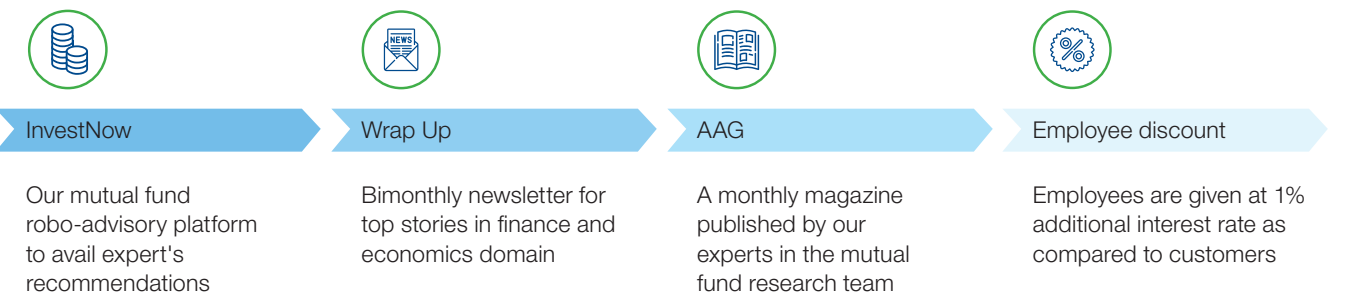 NEWS
InvestNow
Our mutual fund
robo-advisory platform
to avail expert's
recommendations
Wrap Up
Bimonthly newsletter for
top stories in finance and
economics domain
AAG
A monthly magazine
published by our
experts in the mutual
fund research team
Employee discount
Employees are given at 1%
additional interest rate as
compared to customers